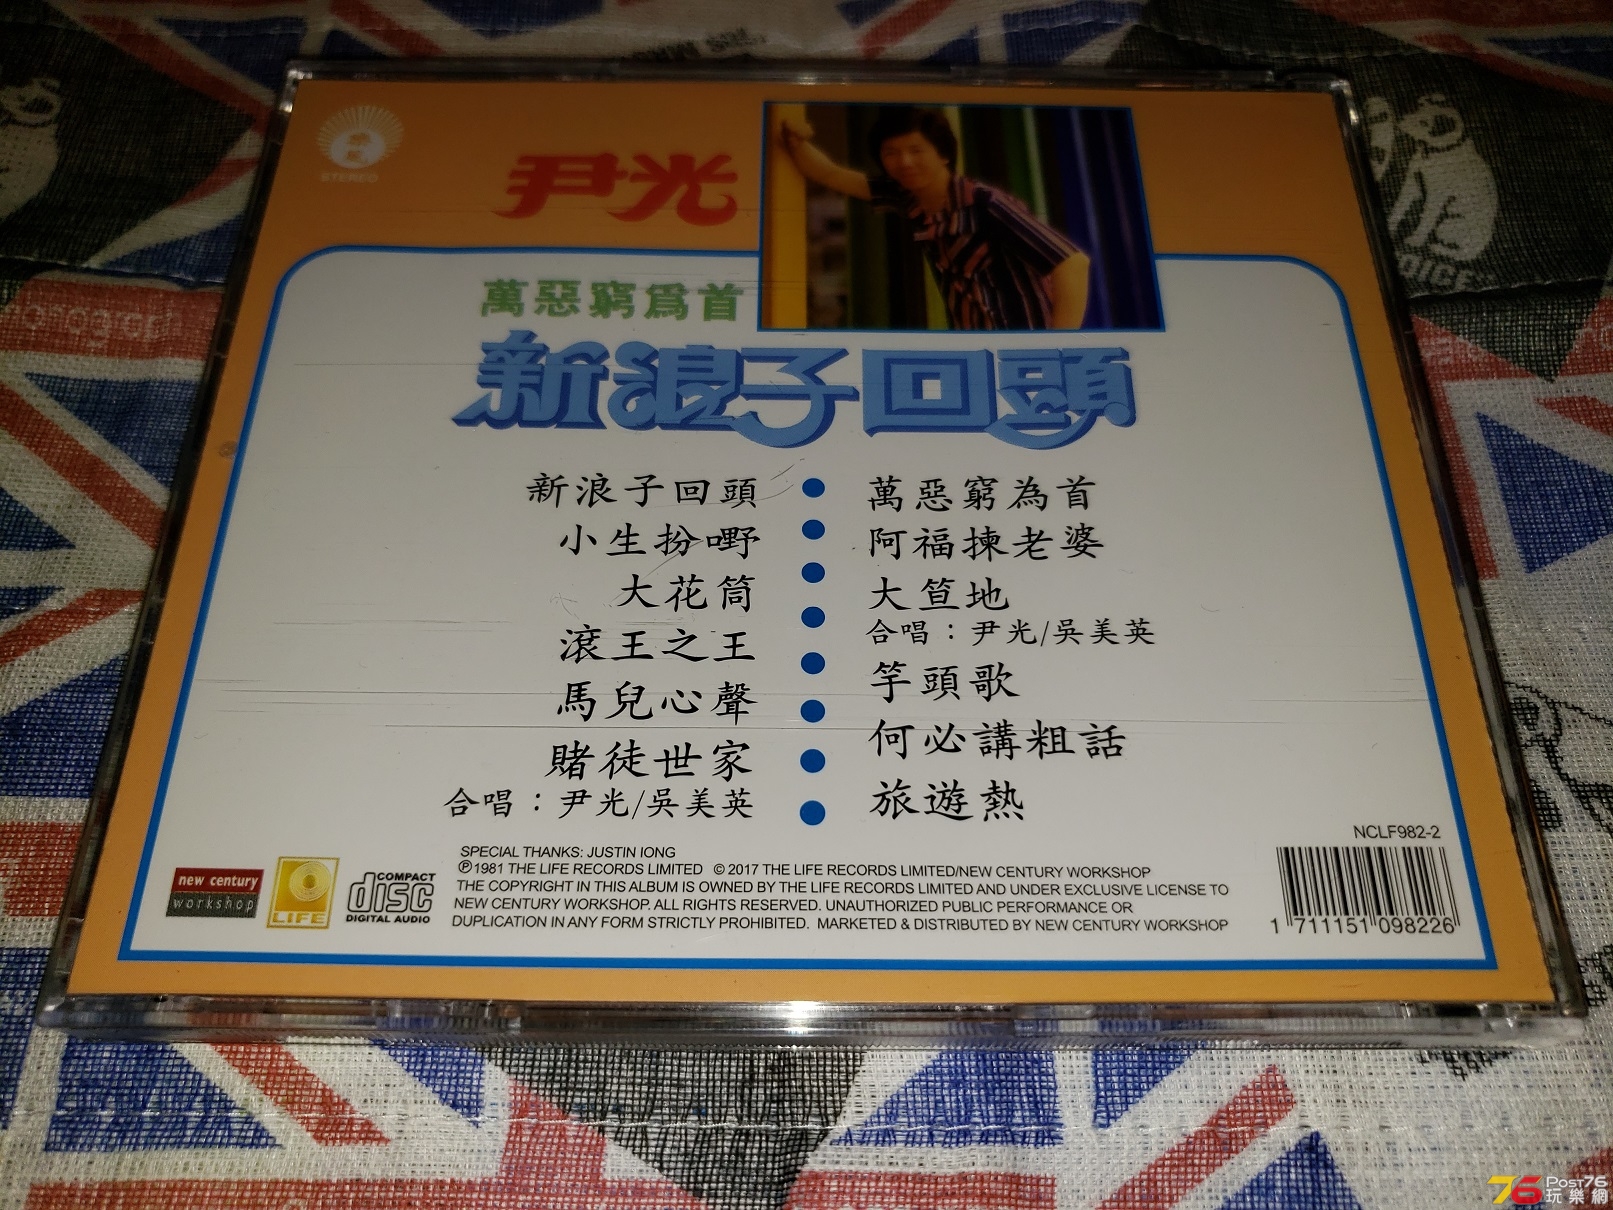 STEREO
尹光
萬惡窮為首
新浪子回頭
新浪子回頭
小生扮嘢
大花筒
滾王之王
馬兒心聲
賭徒世家
合唱：尹光/吳美英
萬惡窮為首
阿福揀老婆
大笪地
合唱：尹光/吳美英
竽頭歌
何必講粗話
旅遊熱
NCLF982-2
SPECIAL THANKS: JUSTIN IONG
Ⓟ1981 THE LIFE RECORDS LIMITED © 2017 THE LIFE RECORDS LIMITED/NEW CENTURY WORKSHOP
THE COPYRIGHT IN THIS ALBUM IS OWNED BY THE LIFE RECORDS LIMITED AND UNDER EXCLUSIVE LICENSE TO
NEW CENTURY WORKSHOP. ALL RIGHTS RESERVED. UNAUTHORIZED PUBLIC PERFORMANCE OR
DUPLICATION IN ANY FORM STRICTLY PROHIBITED. MARKETED & DISTRIBUTED BY NEW CENTURY WORKSHOP
new century
workshop
LIFE
COMPACT
disc
DIGITAL AUDIO
1 711151 098226
76 Post76
玩樂網